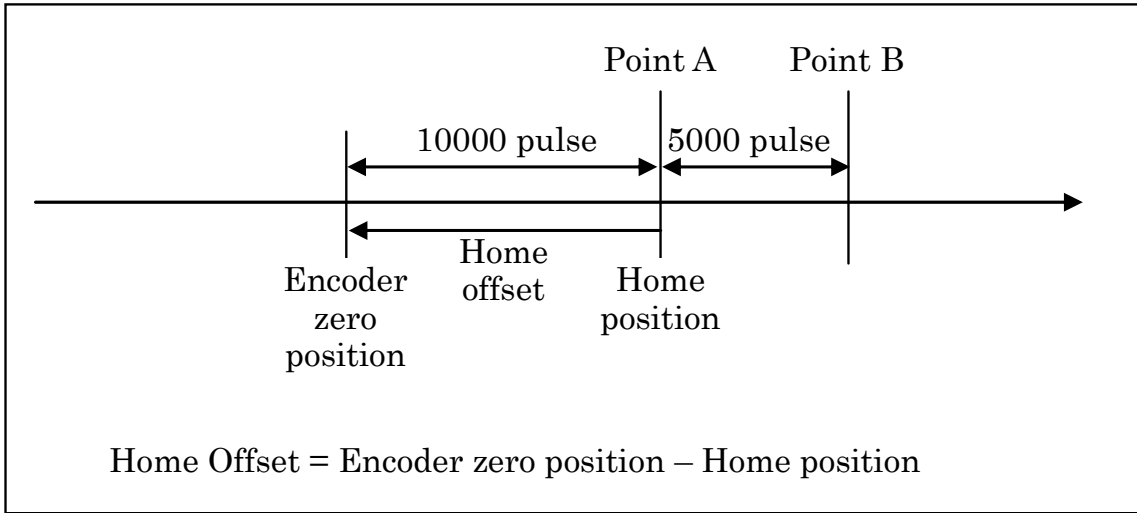 Point A
Point B
10000 pulse
5000 pulse
Home
offset
Encoder
zero
position
Home
position
Home Offset = Encoder zero position – Home position